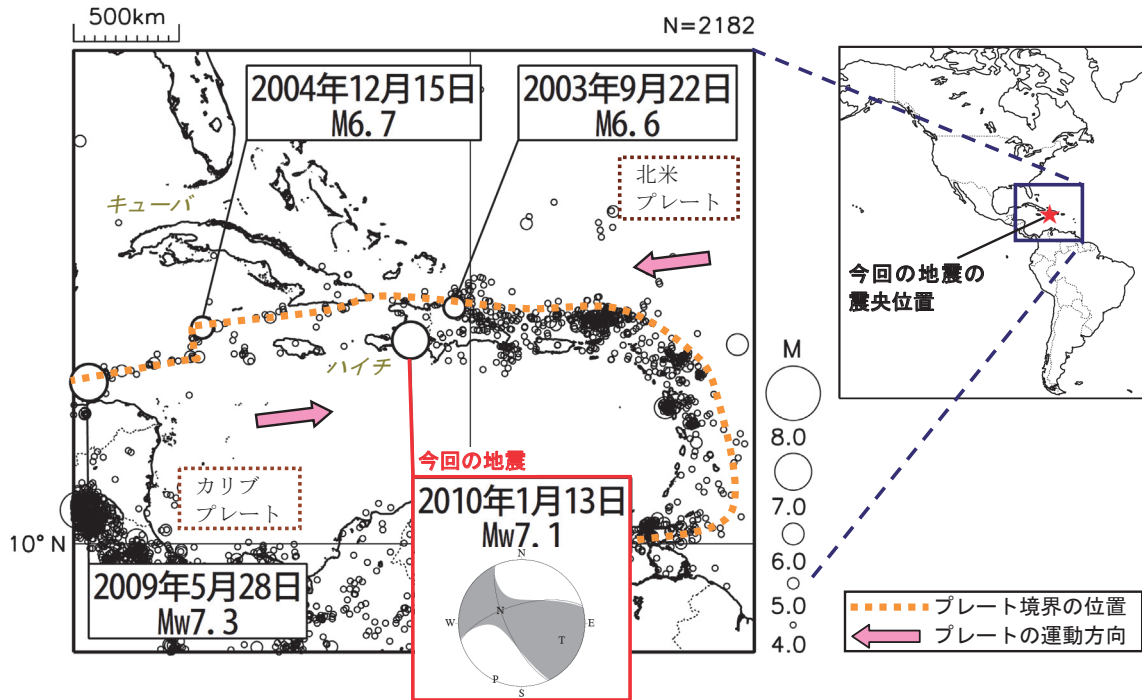 500km
N=2182
2004年12月15日
M6.7
2003年9月22日
M6.6
北米
プレート
キューバ
ハイチ
カリブ
プレート
今回の地震
2010年1月13日
Mw7.1
N
N
W
E
T
P
S
10°N
2009年5月28日
Mw7.3
今回の地震の
震央位置
M
8.0
7.0
6.0
5.0
4.0
プレート境界の位置
プレートの運動方向